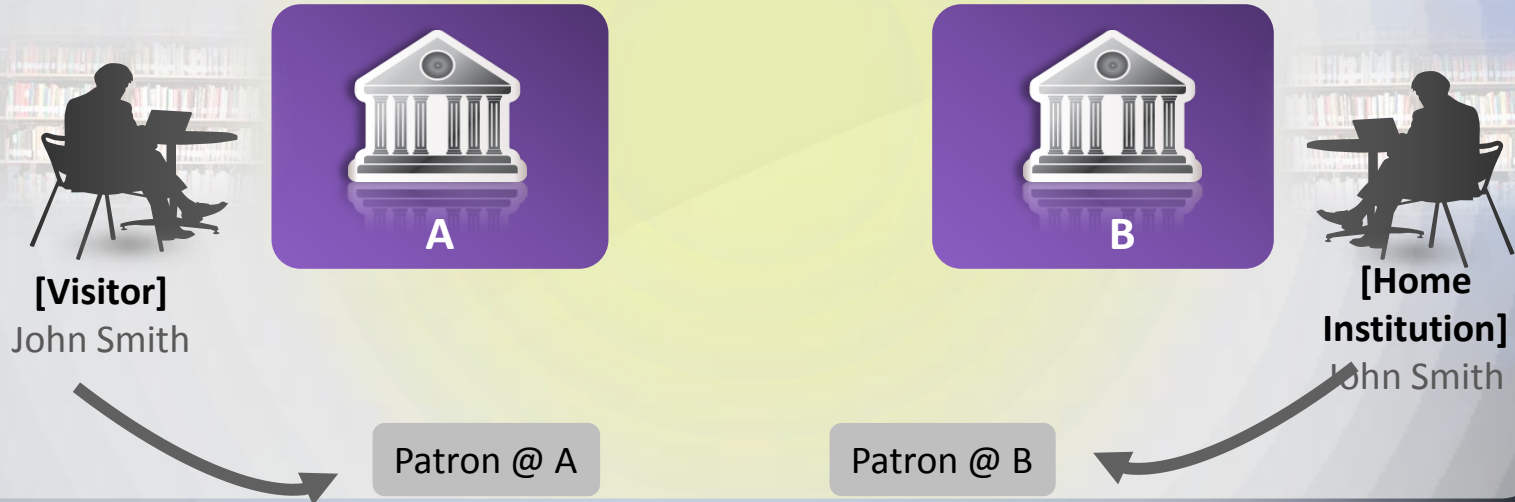 A
B
[Visitor]
John Smith
[Home
Institution]
John Smith
Patron @ A
Patron @ B